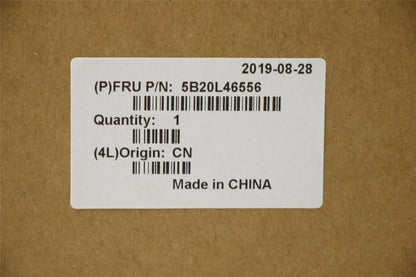 2019-08-28
(P)FRU P/N: 5B20L46556
Quantity: 1
(4L)Origin: CN
Made in CHINA